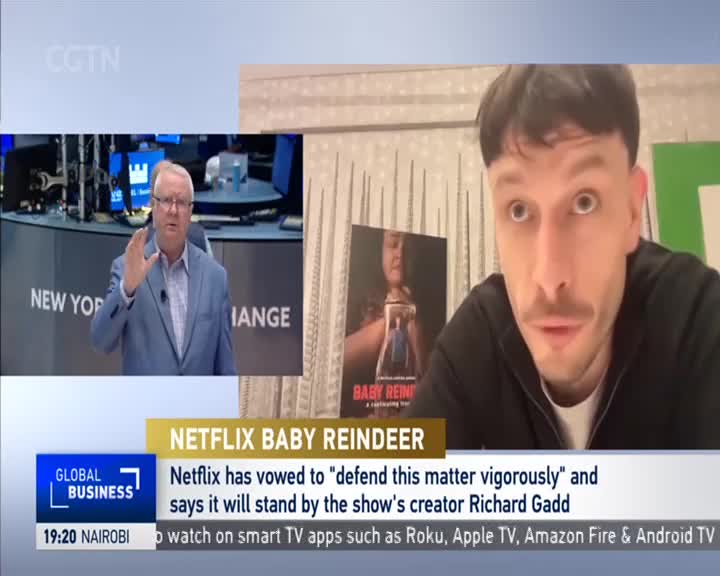 CGTN
NEW YO HANGE
BABY REIN
NETFLIX BABY REINDEER
Netflix has vowed to "defend this matter vigorously" and
says it will stand by the show's creator Richard Gadd
GLOBAL
BUSINESS
19:20 NAIROBI o watch on smart TV apps such as Roku, Apple TV, Amazon Fire & Android TV